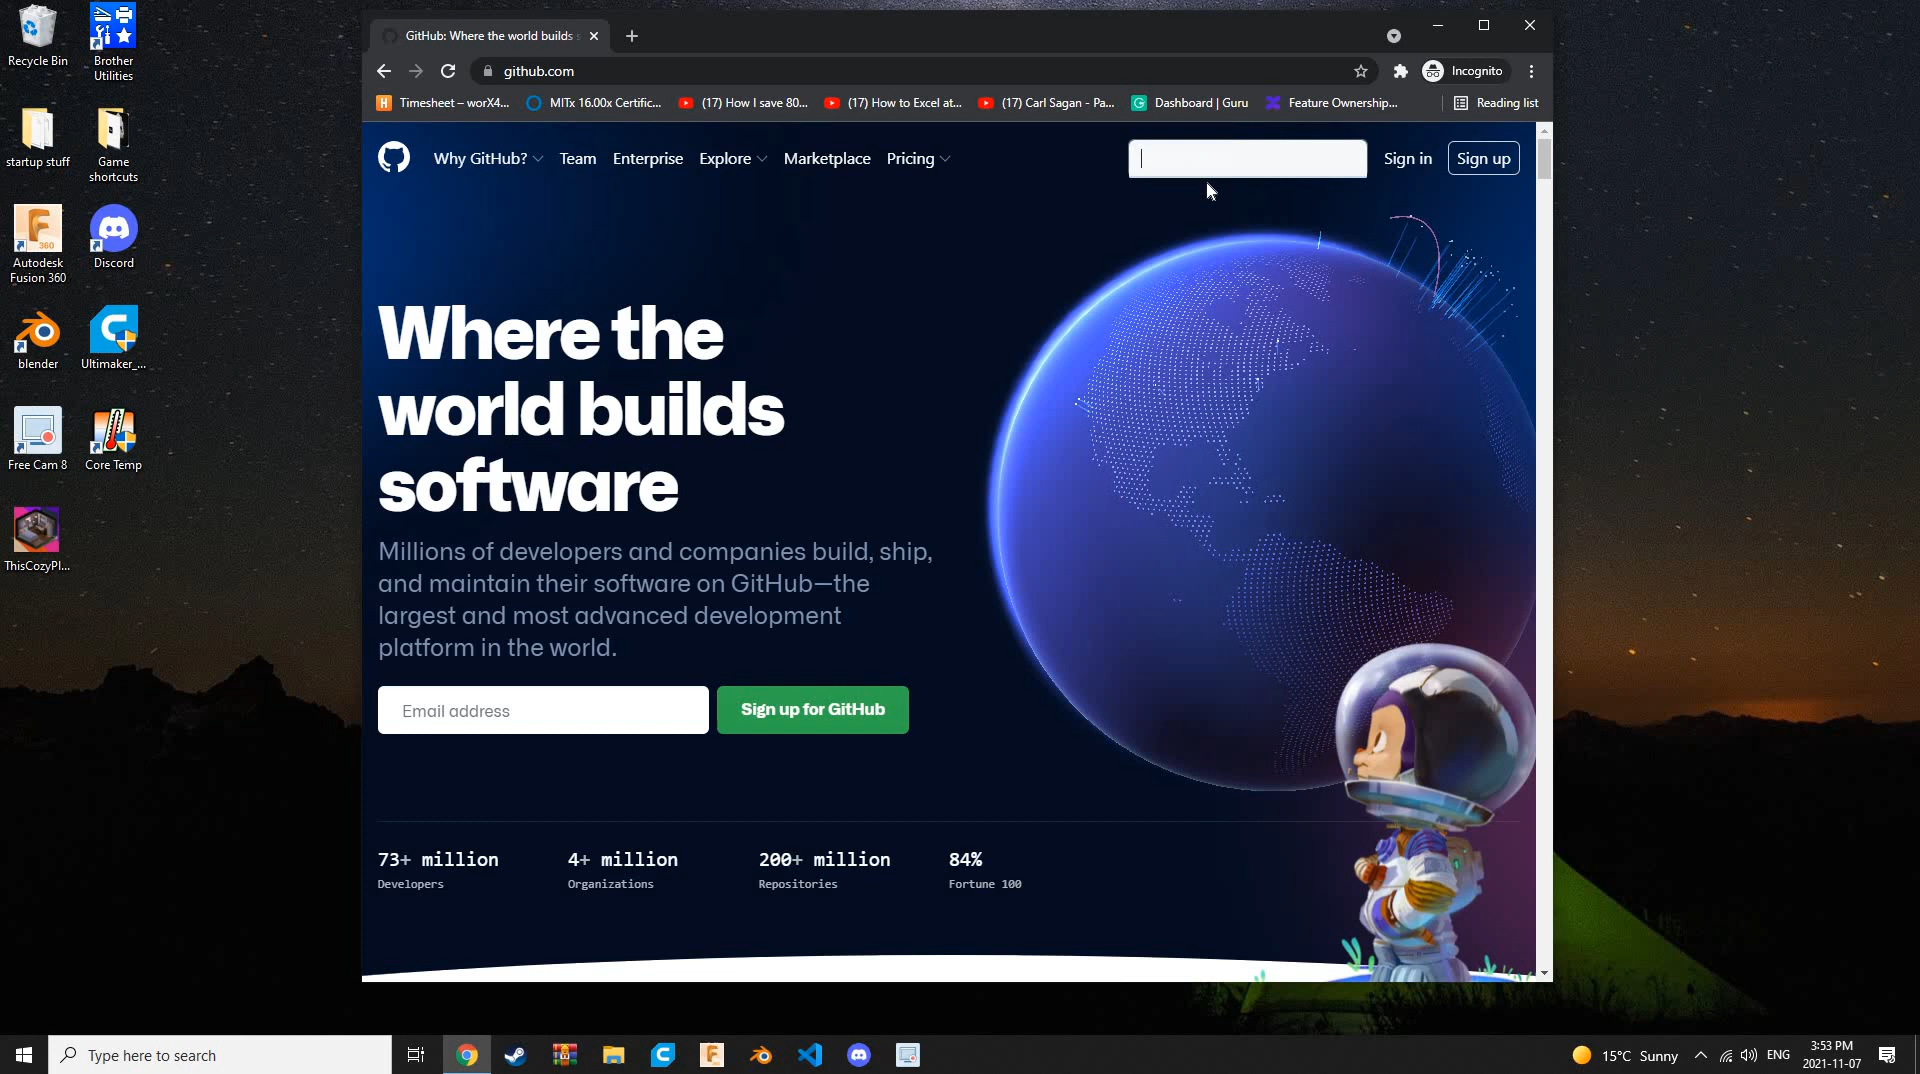 Recycle Bin
Brother
Utilities
startup stuff
Game
shortcuts
Autodesk
Fusion 360
360
Discord
blender
Ultimaker_...
Free Cam 8
Core Temp
ThisCozyPl...
GitHub: Where the world builds s
github.com
Incognito
Timesheet – worX4...
MITx 16.00x Certific...
(17) How I save 80...
(17) How to Excel at...
(17) Carl Sagan - Pa...
Dashboard | Guru
Feature Ownership...
Reading list
Why GitHub?
Team
Enterprise
Explore
Marketplace
Pricing
Sign in
Sign up
Where the
world builds
software
Millions of developers and companies build, ship,
and maintain their software on GitHub—the
largest and most advanced development
platform in the world.
Email address
Sign up for GitHub
73+ million
Developers
4+ million
Organizations
200+ million
Repositories
84%
Fortune 100
Type here to search
15°C Sunny
ENG
3:53 PM
2021-11-07